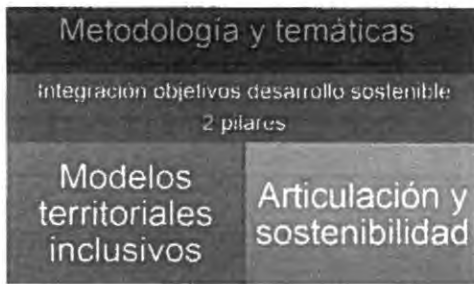 Metodología y temáticas
Integración objetivos desarrollo sostenible
2 pilares
Modelos
territoriales
inclusivos
Articulación y
sostenibilidad